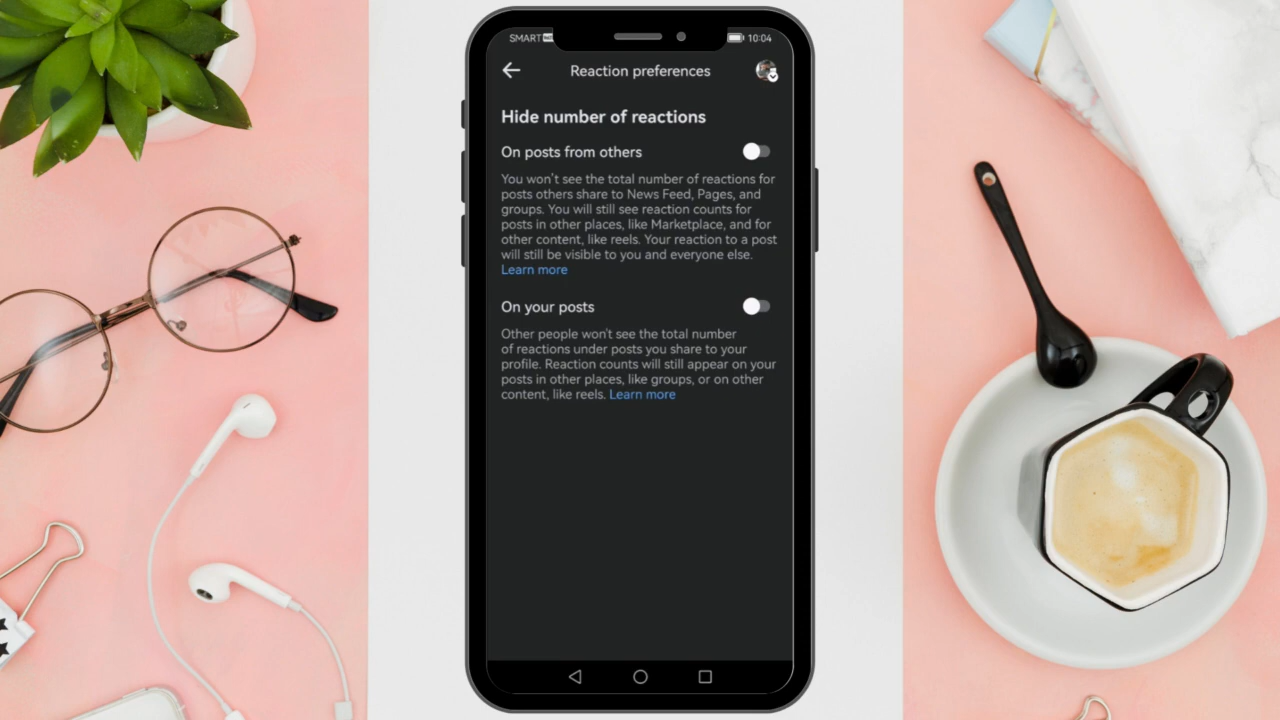 SMART
10:04
Reaction preferences
Hide number of reactions
On posts from others
You won't see the total number of reactions for
posts others share to News Feed, Pages, and
groups. You will still see reaction counts for
posts in other places, like Marketplace, and for
other content, like reels. Your reaction to a post
will still be visible to you and everyone else.
Learn more
On your posts
Other people won't see the total number
of reactions under posts you share to your
profile. Reaction counts will still appear on your
posts in other places, like groups, or on other
content, like reels. Learn more